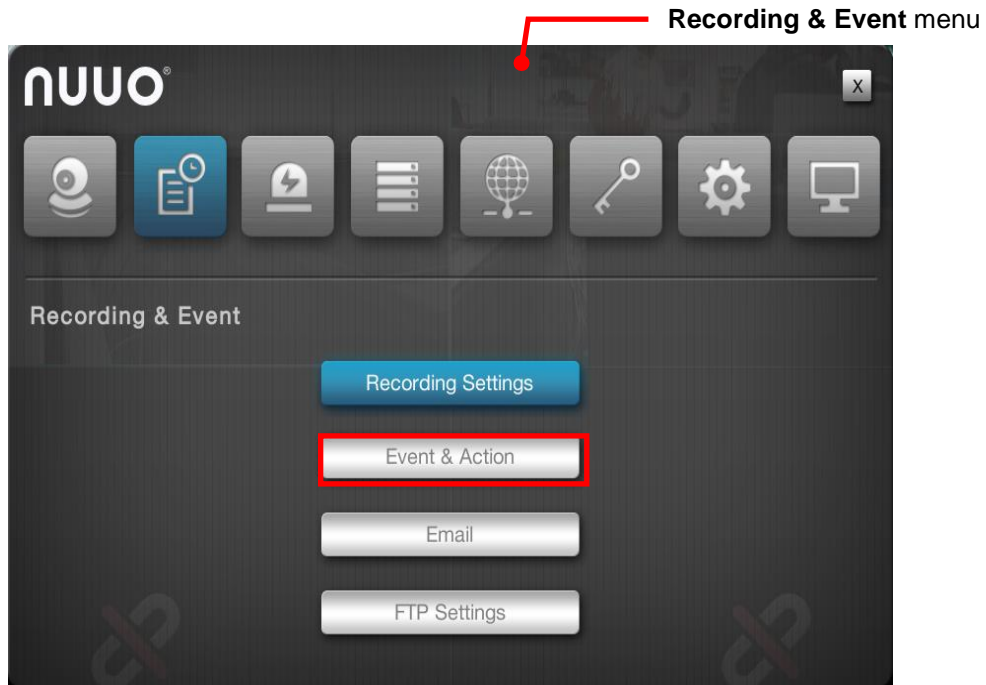 Recording & Event menu
nuuo®
X
Recording & Event
Recording Settings
Event & Action
Email
FTP Settings